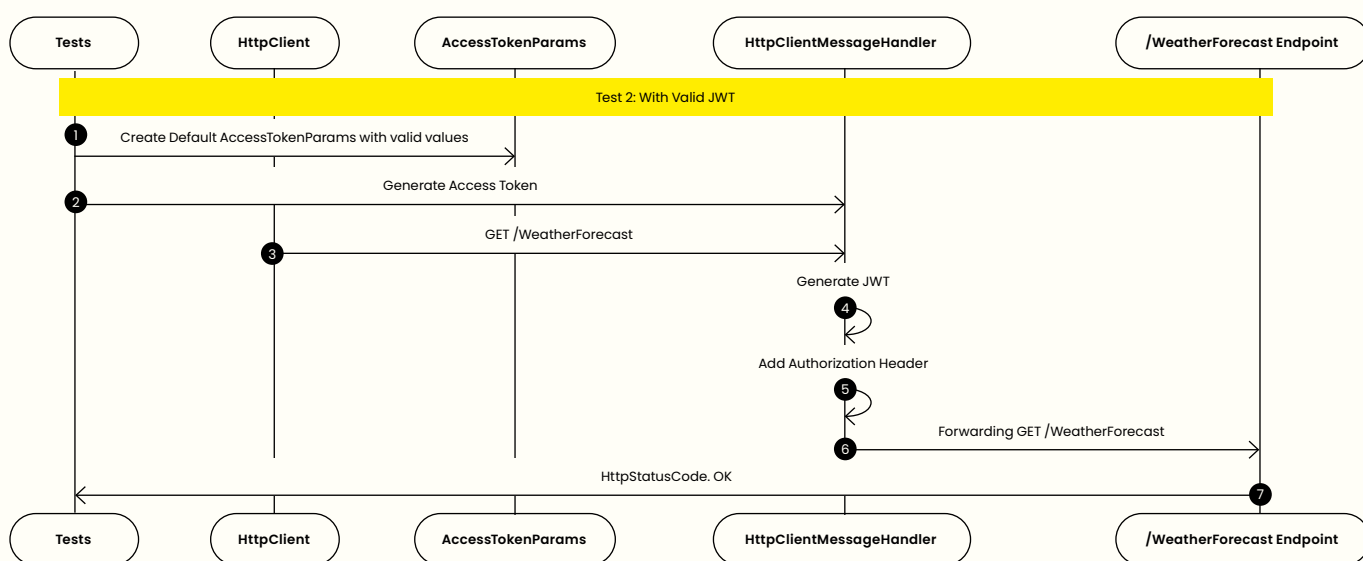 Tests
HttpClient
AccessTokenParams
HttpClientMessageHandler
/WeatherForecast Endpoint
Test 2: With Valid JWT
1
Create Default AccessTokenParams with valid values
Generate Access Token
2
GET /WeatherForecast
3
Generate JWT
4
Add Authorization Header
5
Forwarding GET /WeatherForecast
6
HttpStatusCode. OK
7
Tests
HttpClient
AccessTokenParams
HttpClientMessageHandler
/WeatherForecast Endpoint